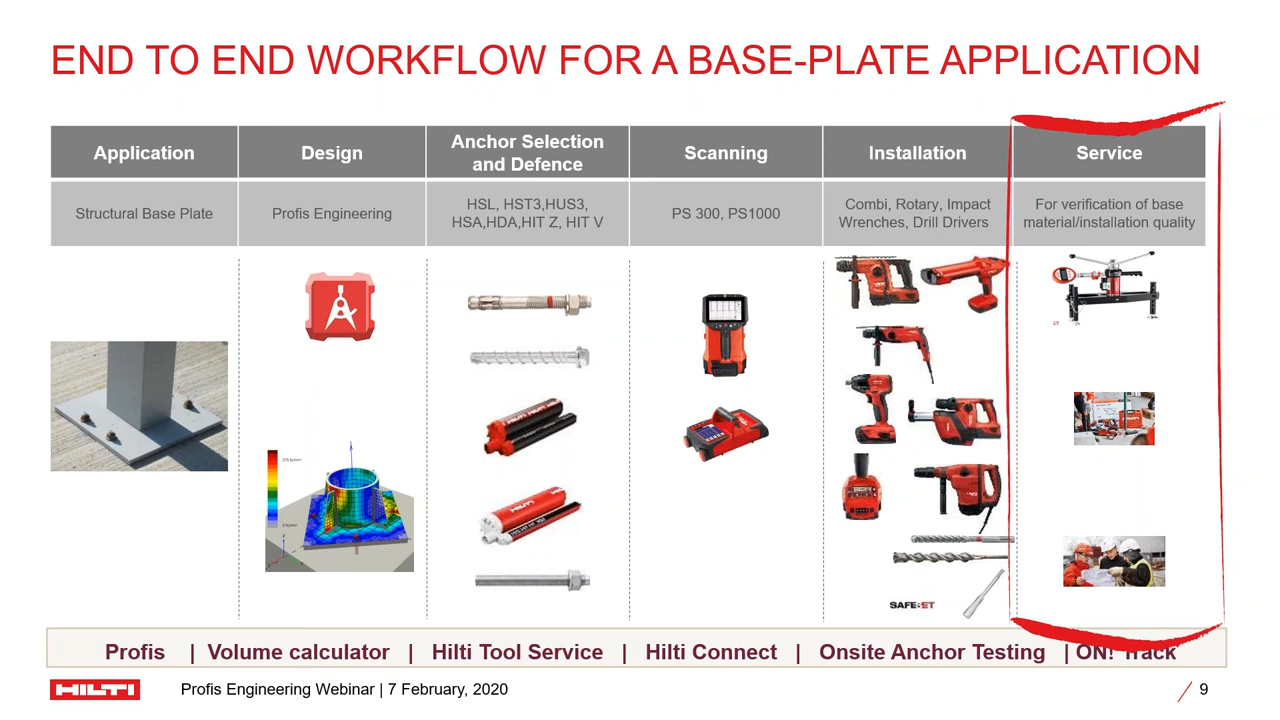 END TO END WORKFLOW FOR A BASE-PLATE APPLICATION
Application
Design
Anchor Selection
and Defence
Scanning
Installation
Service
Structural Base Plate
Profis Engineering
HSL, HST3,HUS3,
HSA,HDA,HIT Z, HIT V
PS 300, PS1000
Combi, Rotary, Impact
Wrenches, Drill Drivers
For verification of base
material/installation quality
HILTI
SAFESET
Profis | Volume calculator | Hilti Tool Service | Hilti Connect | Onsite Anchor Testing | ON! Track
HILTI
Profis Engineering Webinar | 7 February, 2020
9